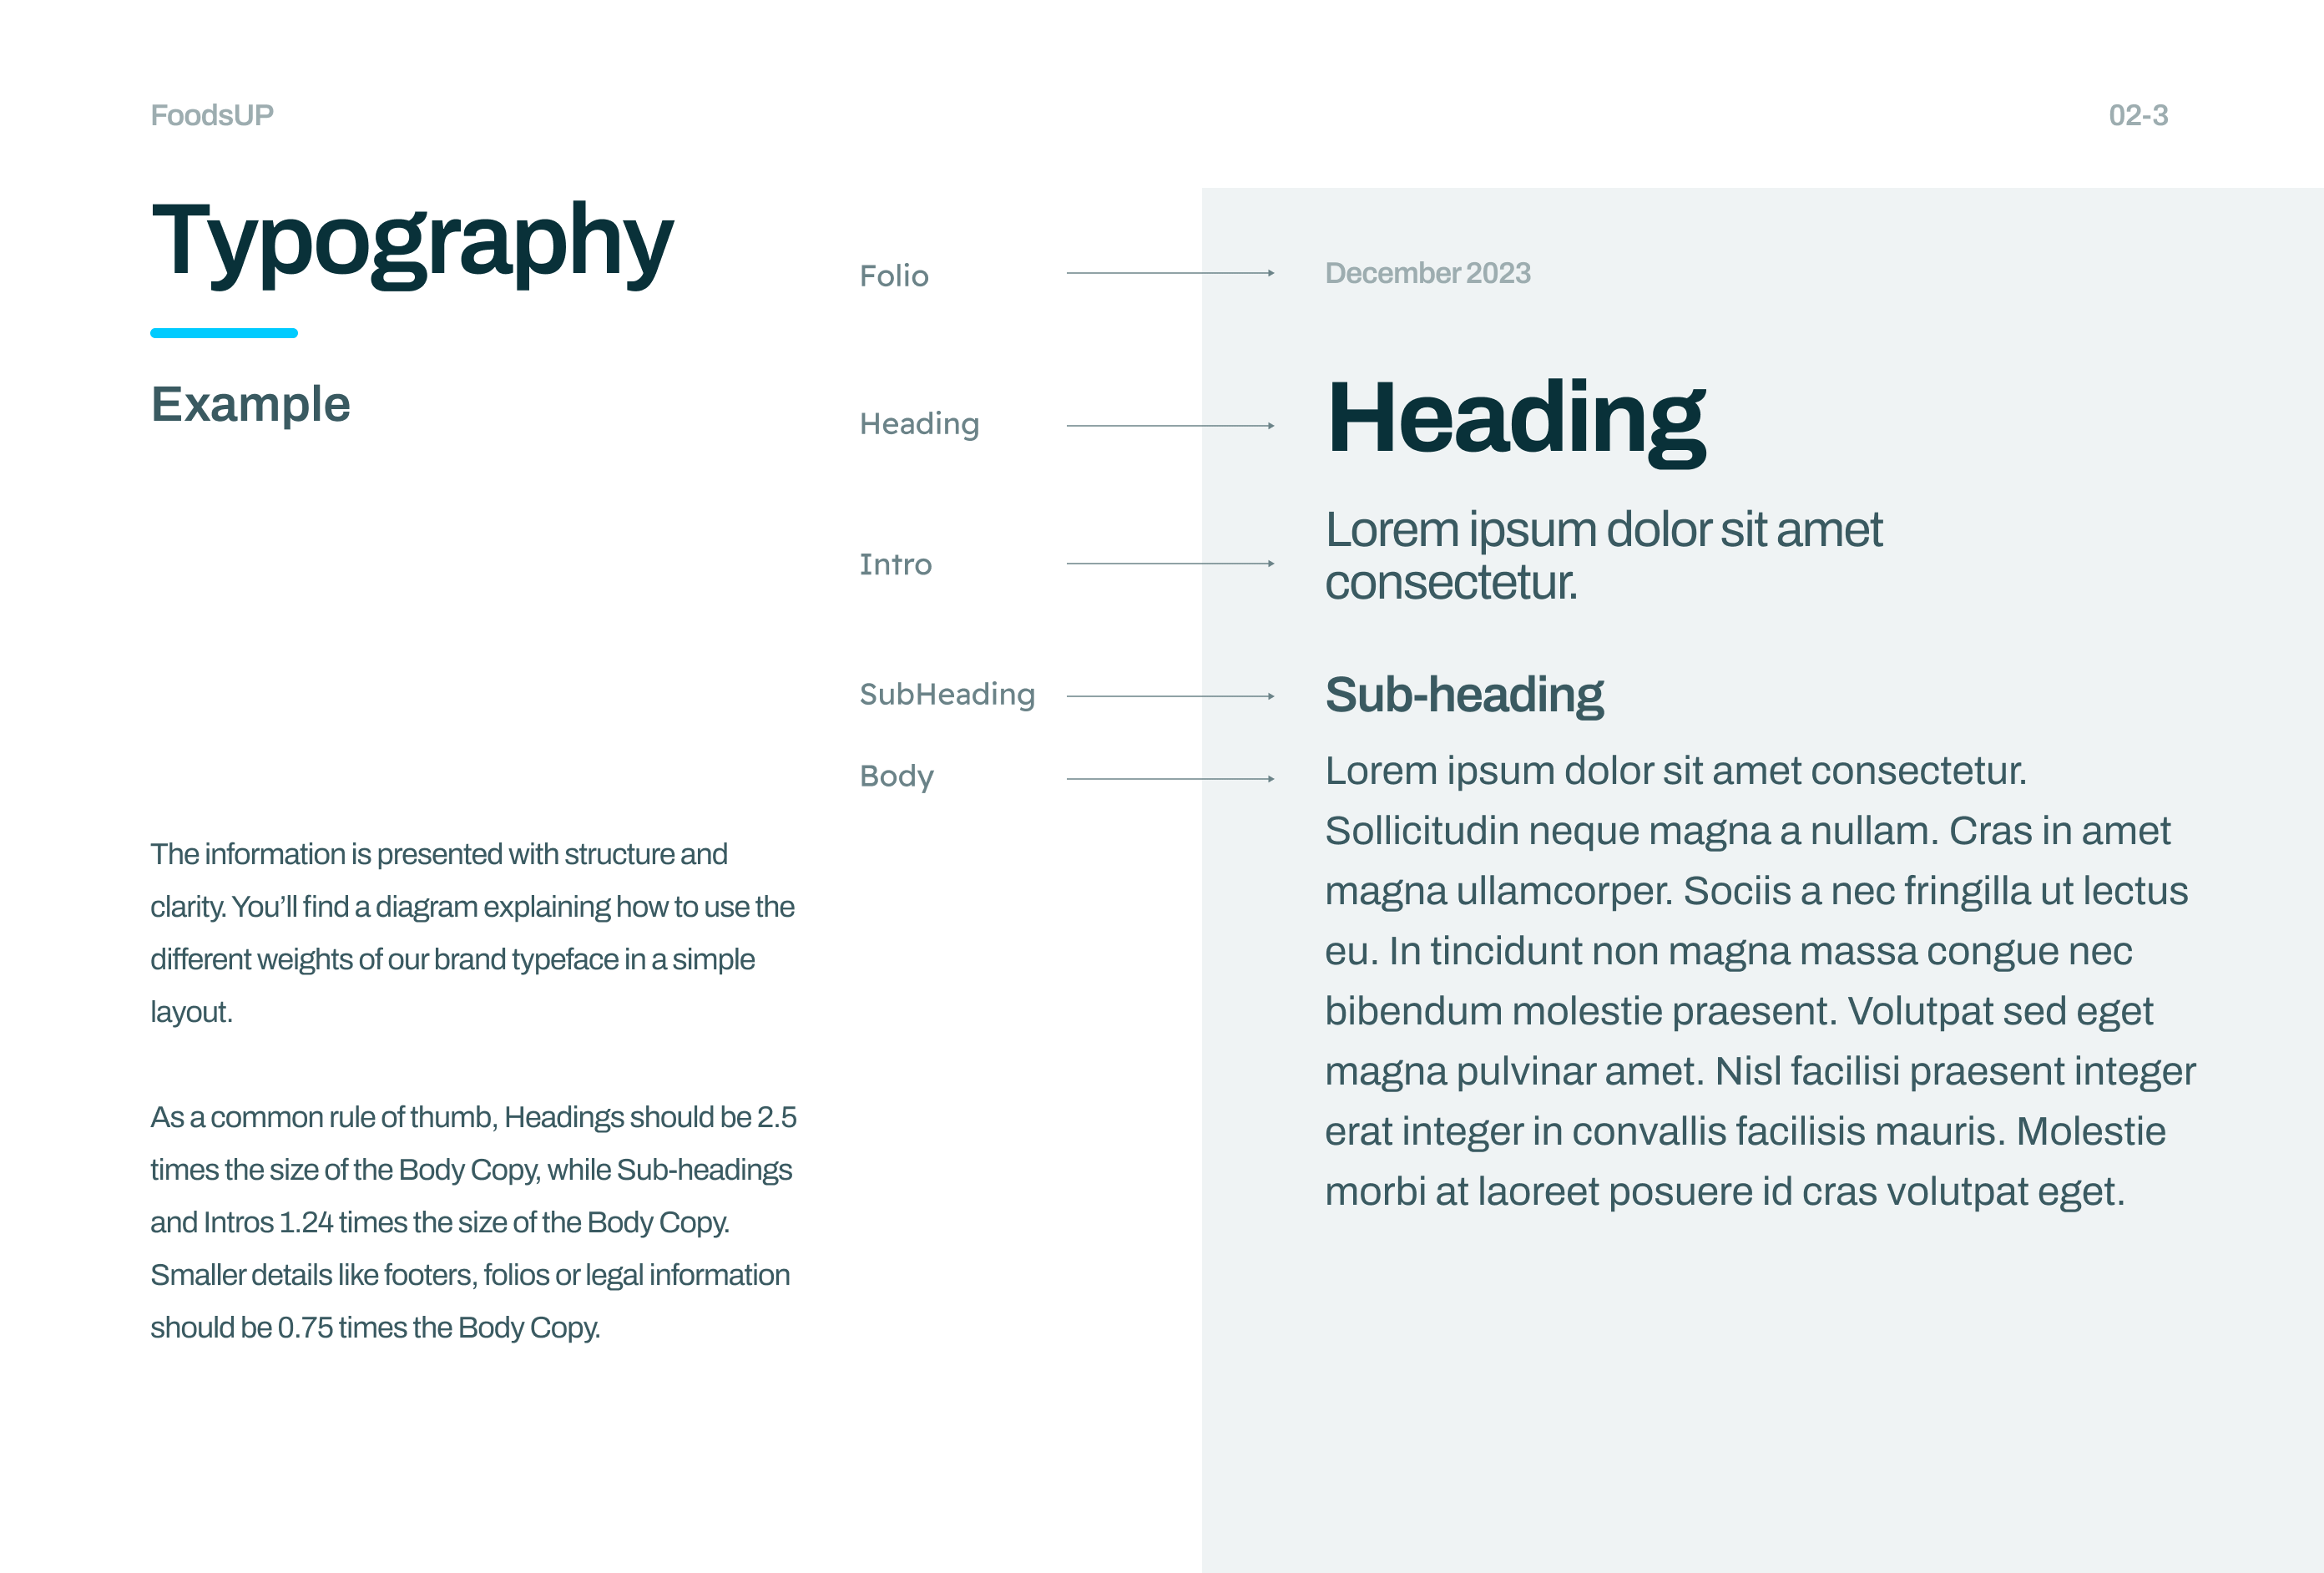 FoodsUP
02-3
Typography
Example
The information is presented with structure and
clarity. You’ll find a diagram explaining how to use the
different weights of our brand typeface in a simple
layout.
As a common rule of thumb, Headings should be 2.5
times the size of the Body Copy, while Sub-headings
and Intros 1.24 times the size of the Body Copy.
Smaller details like footers, folios or legal information
should be 0.75 times the Body Copy.
Folio
December 2023
Heading
Heading
Intro
Lorem ipsum dolor sit amet
consectetur.
SubHeading
Sub-heading
Body
Lorem ipsum dolor sit amet consectetur.
Sollicitudin neque magna a nullam. Cras in amet
magna ullamcorper. Sociis a nec fringilla ut lectus
eu. In tincidunt non magna massa congue nec
bibendum molestie praesent. Volutpat sed eget
magna pulvinar amet. Nisl facilisi praesent integer
erat integer in convallis facilisis mauris. Molestie
morbi at laoreet posuere id cras volutpat eget.